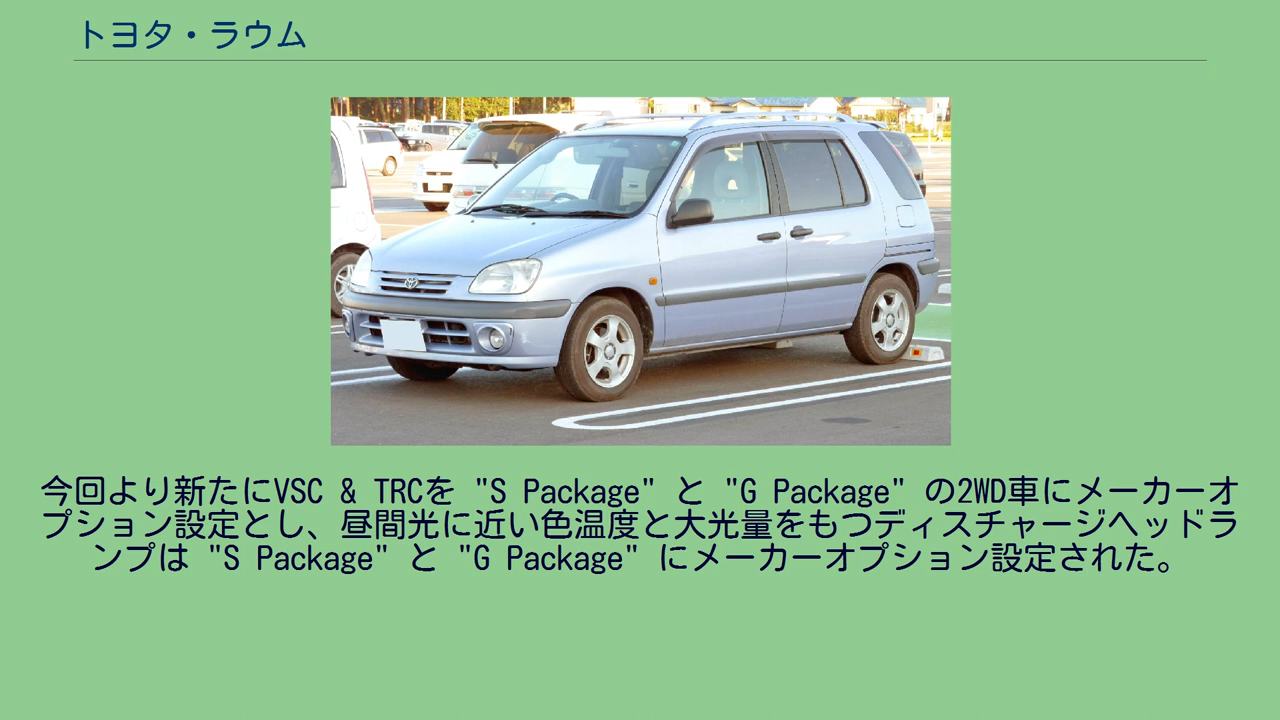 トヨタ・ラウム
今回より新たにVSC & TRCを "S Package" と "G Package" の2WD車にメーカーオ
プション設定とし、昼間光に近い色温度と大光量をもつディスチャージヘッドラ
ンプは "S Package" と "G Package" にメーカーオプション設定された。